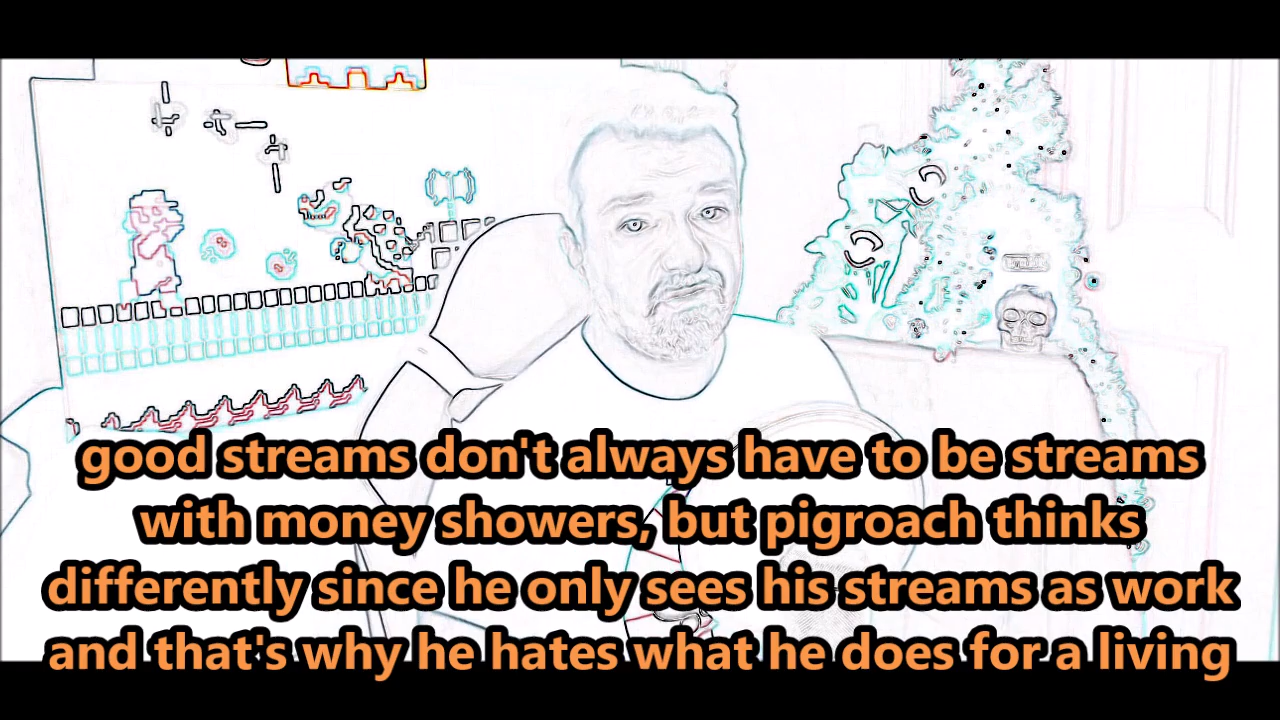 good streams don't always have to be streams
with money showers, but pigroach thinks
differently since he only sees his streams as work
and that's why he hates what he does for a living